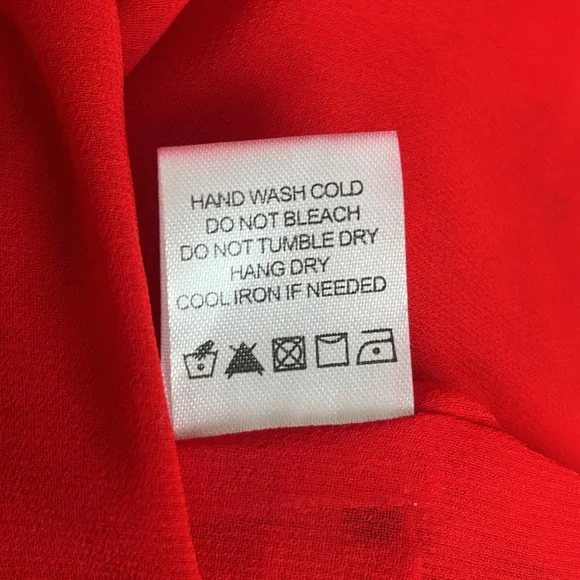 HAND WASH COLD
DO NOT BLEACH
DO NOT TUMBLE DRY
HANG DRY
COOL IRON IF NEEDED